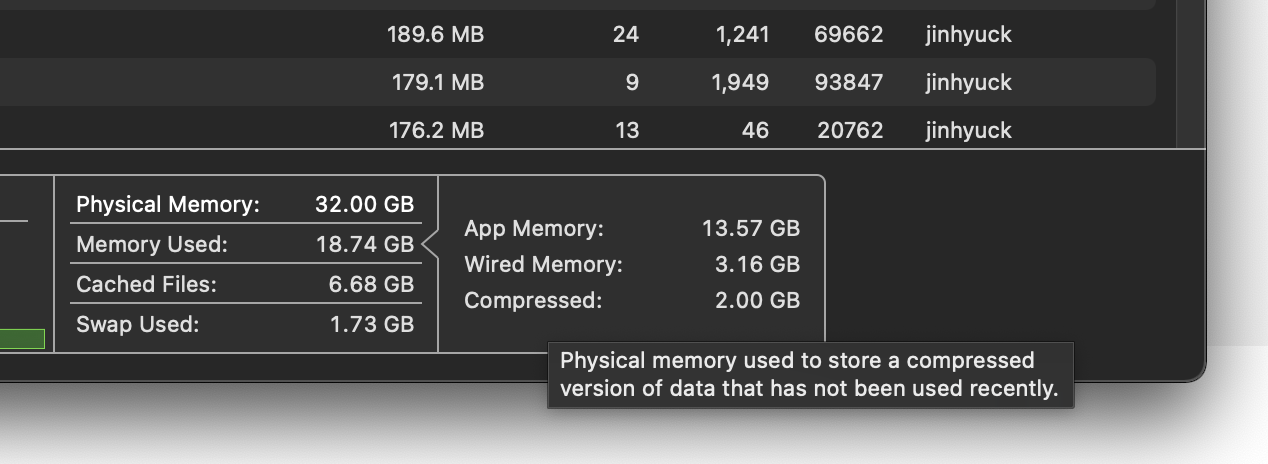 189.6 MB 24 1,241 69662 jinhyuck
179.1 MB 9 1,949 93847 jinhyuck
176.2 MB 13 46 20762 jinhyuck
Physical Memory: 32.00 GB
Memory Used: 18.74 GB
Cached Files: 6.68 GB
Swap Used: 1.73 GB
App Memory: 13.57 GB
Wired Memory: 3.16 GB
Compressed: 2.00 GB
Physical memory used to store a compressed
version of data that has not been used recently.